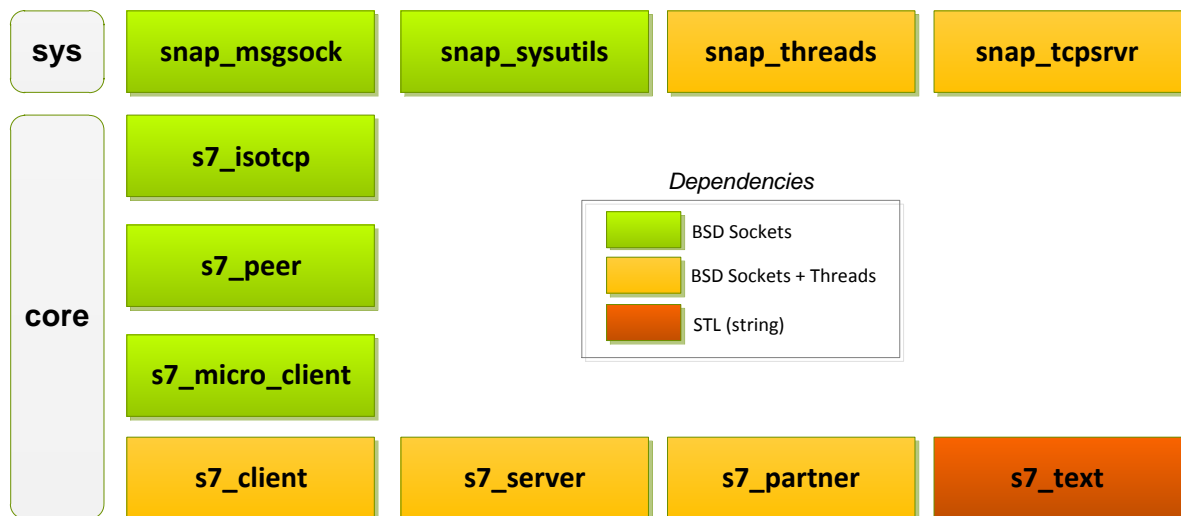 sys
snap_msgsock
snap_sysutils
snap_threads
snap_tcpsrvr
core
s7_isotcp
Dependencies
BSD Sockets
BSD Sockets + Threads
STL (string)
s7_peer
s7_micro_client
s7_client
s7_server
s7_partner
s7_text